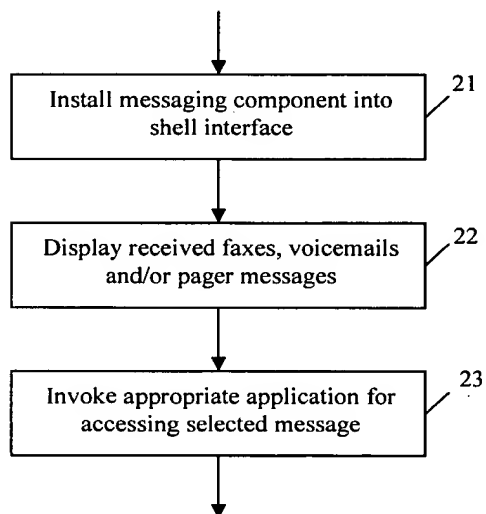 Install messaging component into
shell interface
21
Display received faxes, voicemails
and/or pager messages
22
Invoke appropriate application for
accessing selected message
23